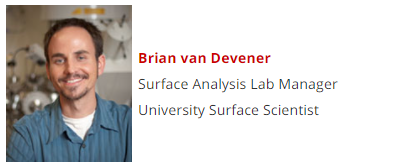 Brian van Devener
Surface Analysis Lab Manager
University Surface Scientist